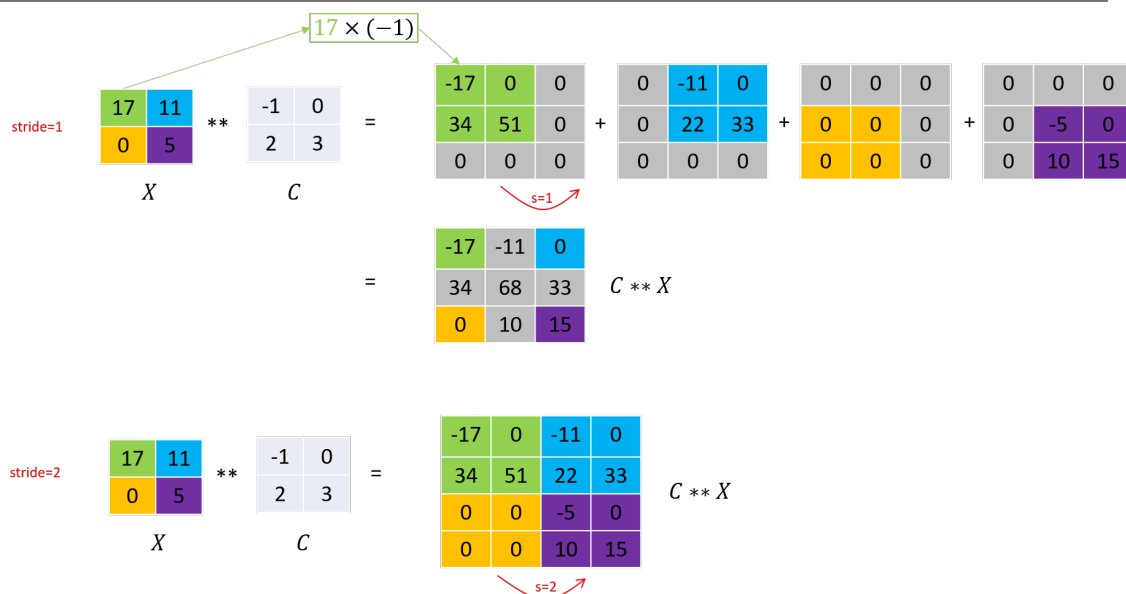 17 × (−1)
stride=1
17 11
0 5
X
**
-1 0
2 3
C
=
-17 0 0
34 51 0
0 0 0
+
0 -11 0
0 22 33
0 0 0
+
0 0 0
0 0 0
0 0 0
+
0 0 0
0 -5 0
0 10 15
s=1
=
-17 -11 0
34 68 33
0 10 15
C ** X
stride=2
17 11
0 5
X
**
-1 0
2 3
C
=
-17 0 -11 0
34 51 22 33
0 0 -5 0
0 0 10 15
C ** X
s=2